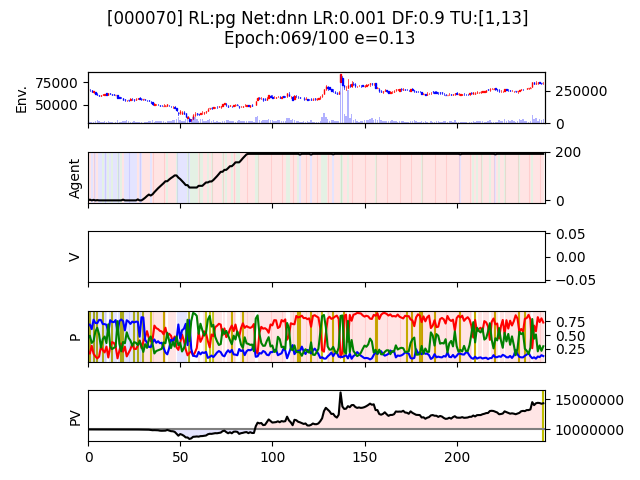 [000070] RL:pg Net:dnn LR:0.001 DF:0.9 TU:[1,13]
Epoch:069/100 e=0.13
Env.
75000
50000
250000
0
Agent
200
0
V
0.05
0.00
−0.05
P
0.75
0.50
0.25
PV
15000000
10000000
0
50
100
150
200